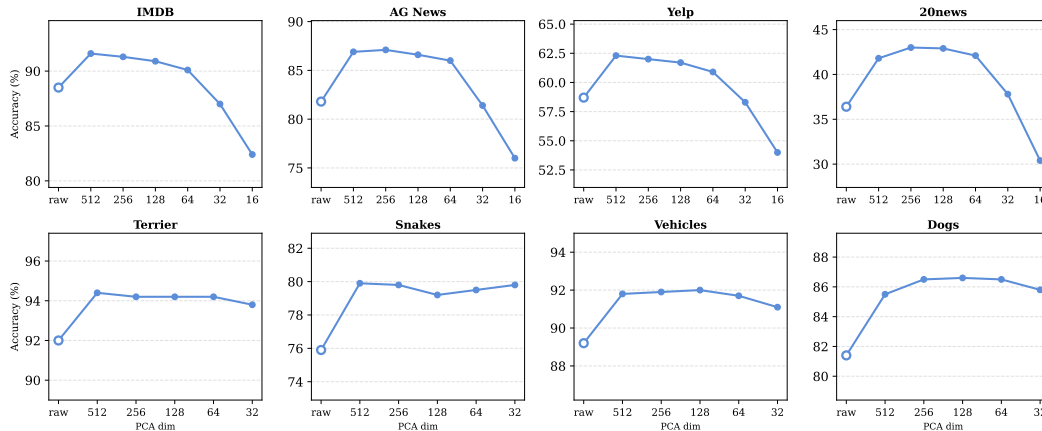 IMDB
AG News
Yelp
20news
Accuracy (%)
90
85
80
90
85
80
75
65.0
62.5
60.0
57.5
55.0
52.5
45
40
35
30
raw 512 256 128 64 32 16
raw 512 256 128 64 32 16
raw 512 256 128 64 32 16
raw 512 256 128 64 32 16
Terrier
Snakes
Vehicles
Dogs
Accuracy (%)
96
94
92
90
82
80
78
76
74
94
92
90
88
88
86
84
82
80
raw 512 256 128 64 32
raw 512 256 128 64 32
raw 512 256 128 64 32
raw 512 256 128 64 32
PCA dim
PCA dim
PCA dim
PCA dim